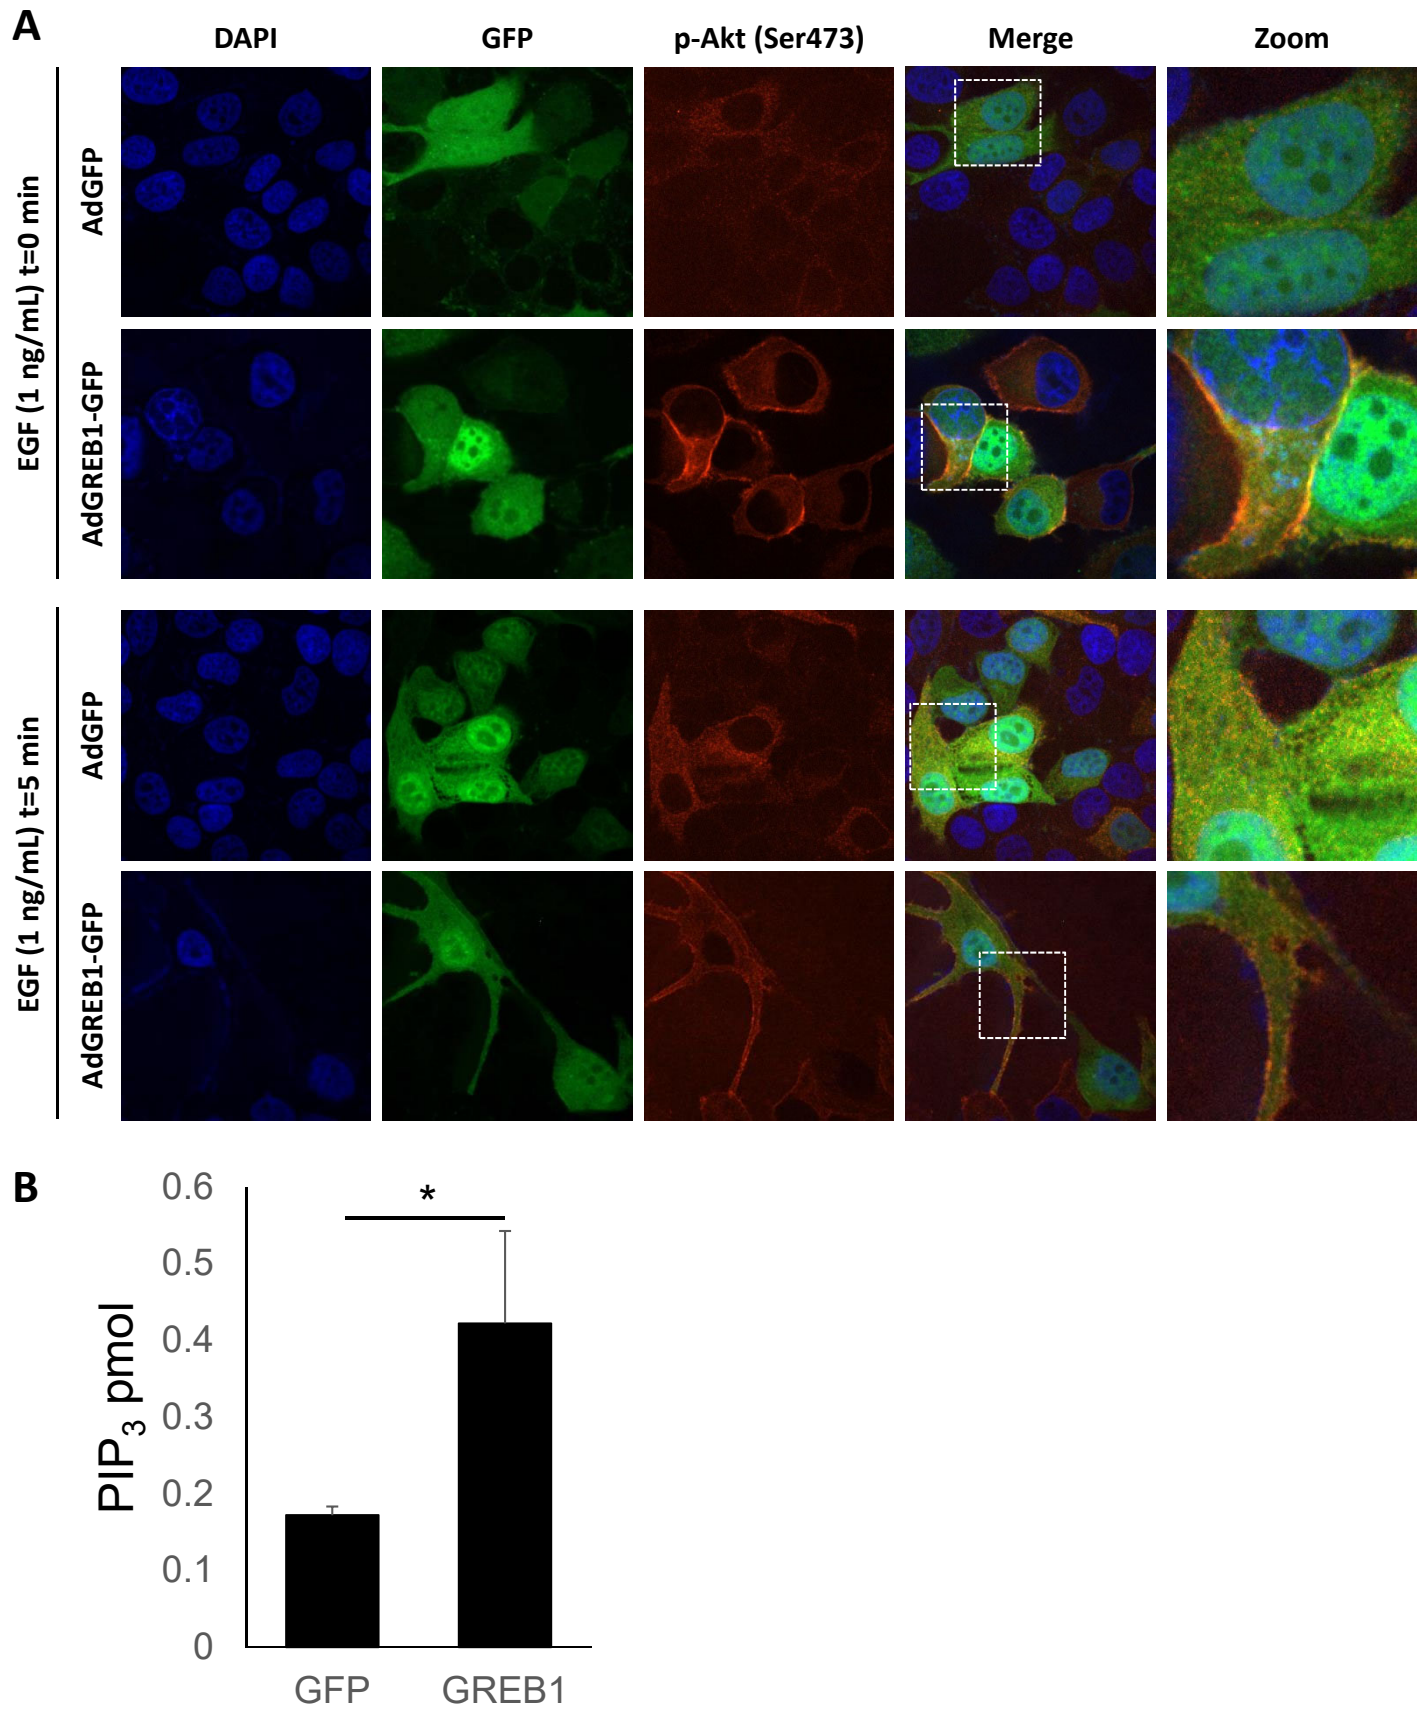 A
DAPI GFP p-Akt (Ser473) Merge Zoom
EGF (1 ng/mL) t=0 min
AdGFP
AdGREB1-GFP
EGF (1 ng/mL) t=5 min
AdGFP
AdGREB1-GFP
B
*
PIP3 pmol
0.6
0.5
0.4
0.3
0.2
0.1
0
GFP GREB1